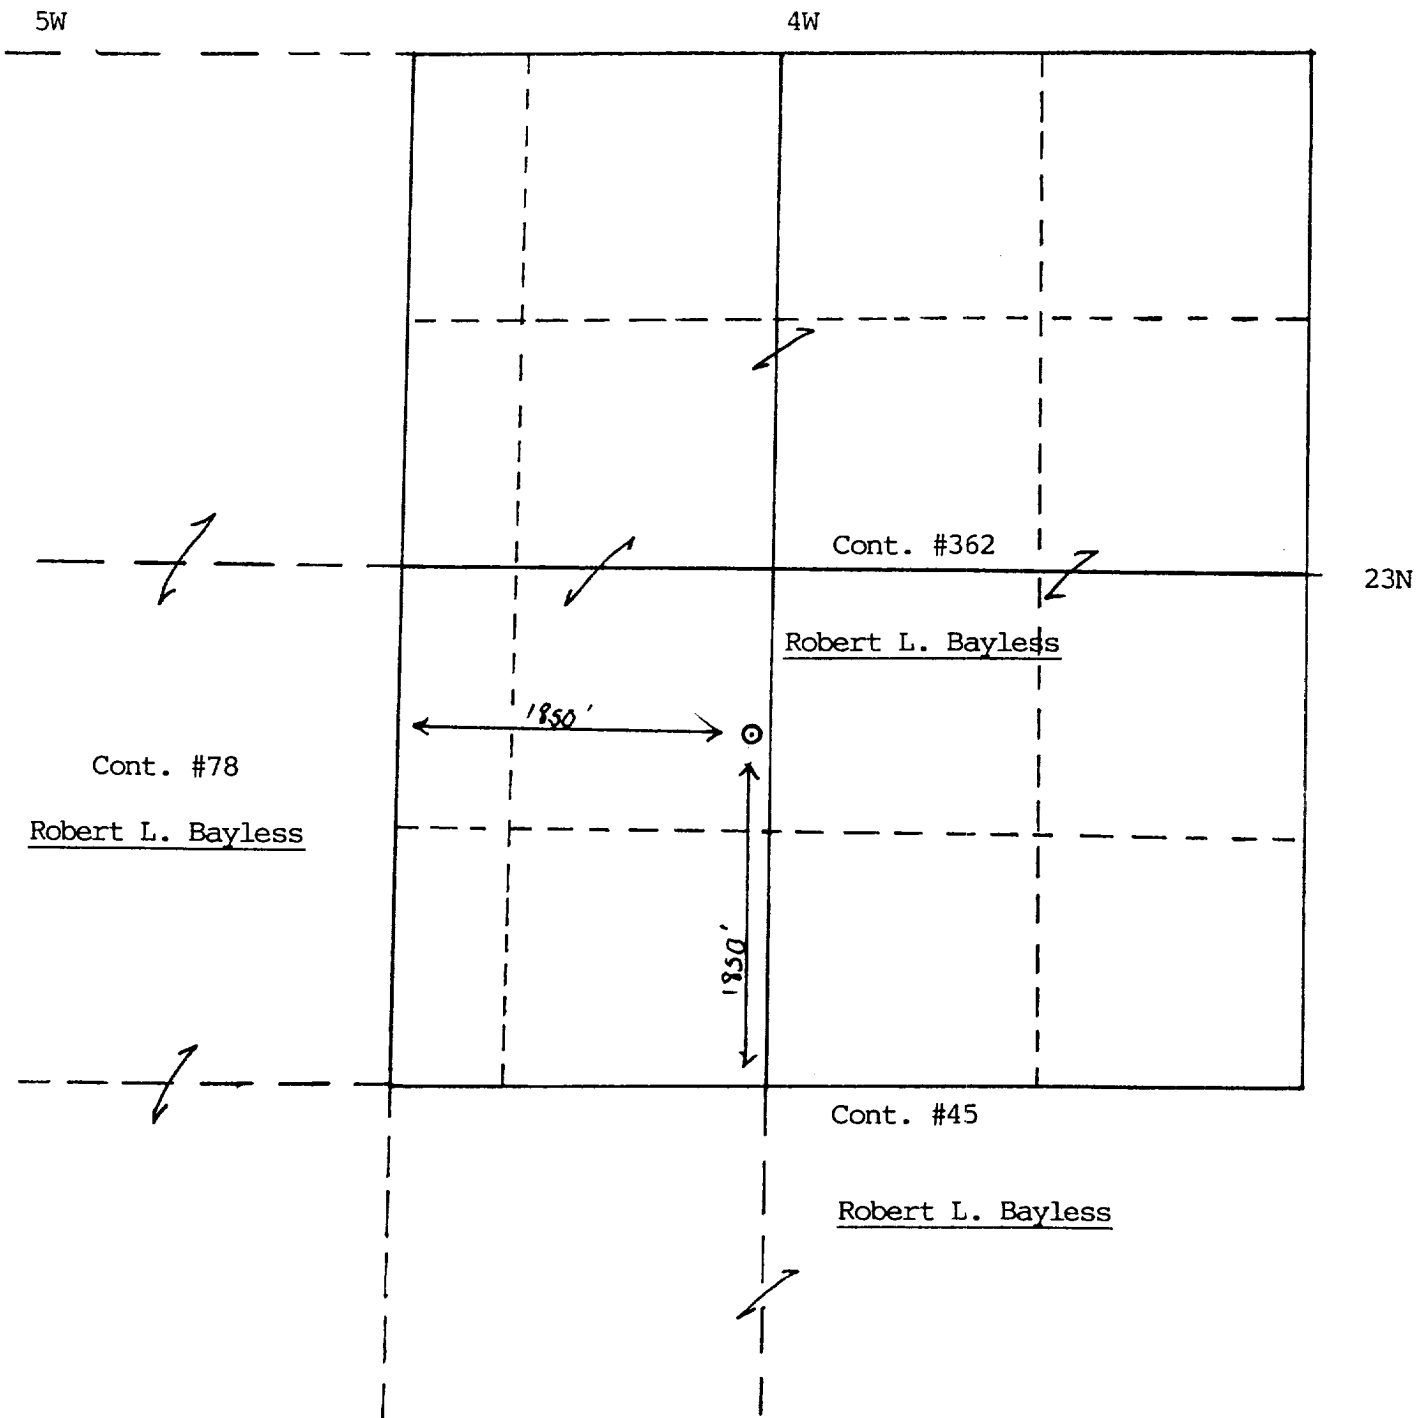 5W
4W
Cont. #362
23N
Robert L. Bayless
1850'
Cont. #78
Robert L. Bayless
1850'
Cont. #45
Robert L. Bayless